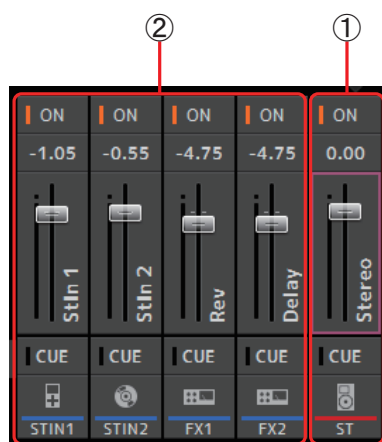 ② ①
ON ON ON ON ON
-1.05 -0.55 -4.75 -4.75 0.00
StIn 1 StIn 2 Rev Delay Stereo
CUE CUE CUE CUE CUE
STIN1 STIN2 FX1 FX2 ST